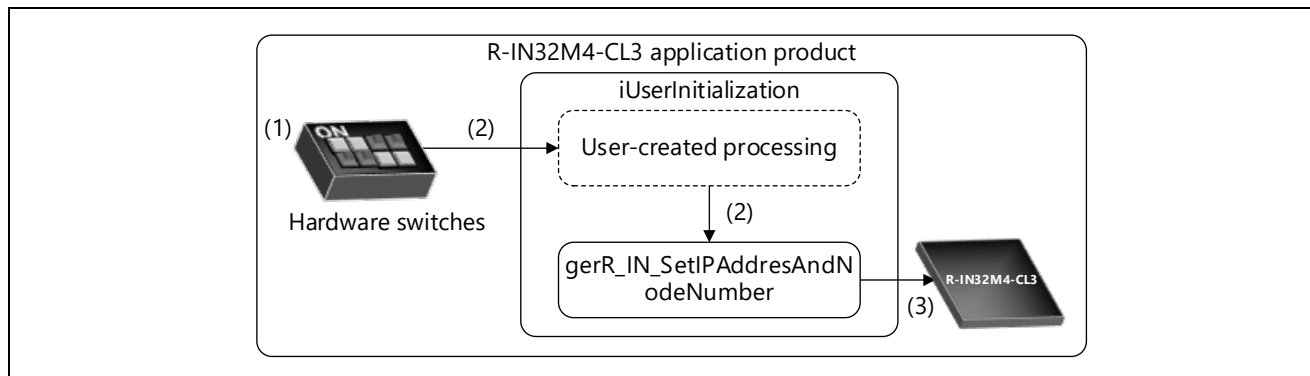 R-IN32M4-CL3 application product
iUserInitialization
(1)
ON
(2)
User-created processing
Hardware switches
(2)
gerR_IN_SetIPAddresAndN
odeNumber
R-IN32M4-CL3
(3)